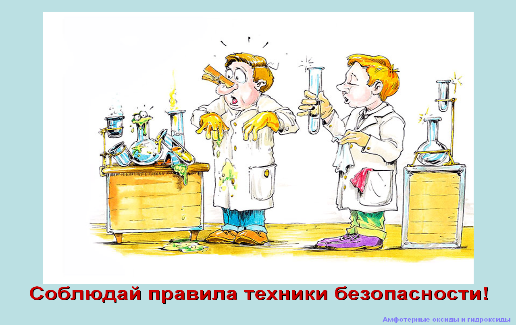 Соблюдай правила техники безопасности!
Амфотерные оксиды и гидроксиды